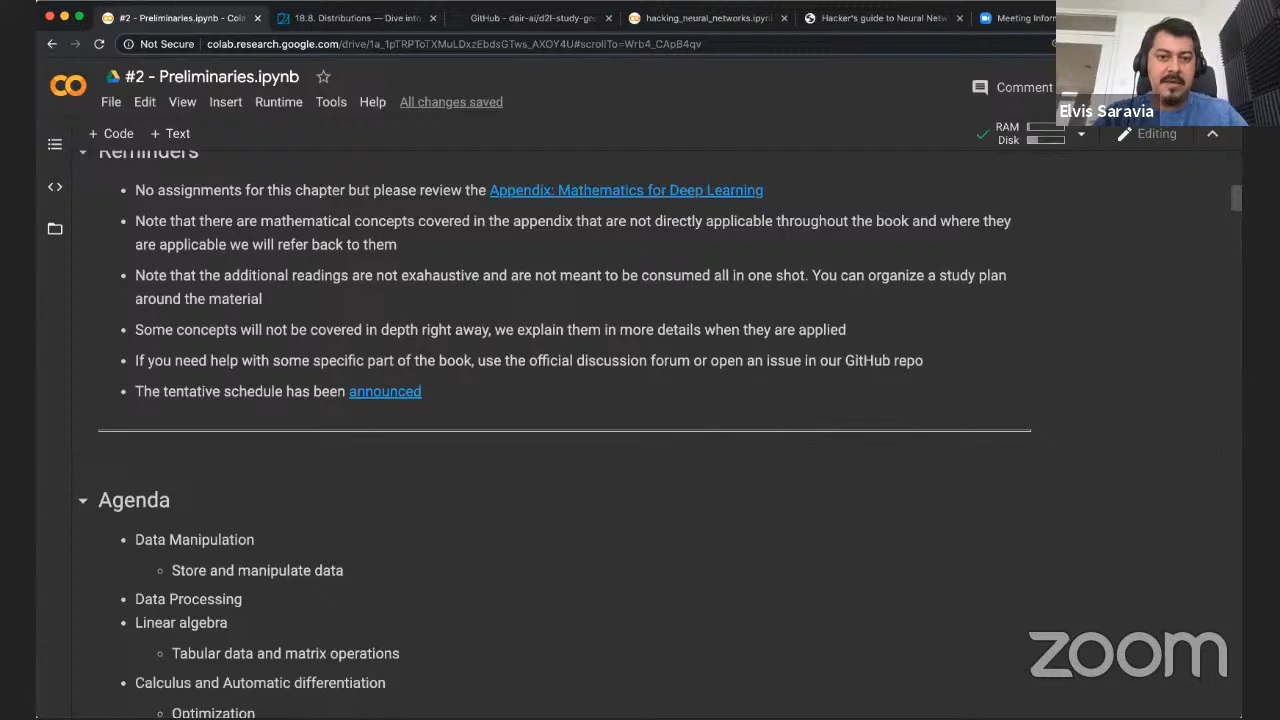 #2 - Preliminaries.ipynb - Cola
18.8. Distributions — Dive into
GitHub - dair-ai/d2l-study-gro
hacking_neural_networks.ipynb
Hacker's guide to Neural Netw
Meeting Inform
Not Secure
colab.research.google.com/drive/1a_1pTRPToTXMuLDxzEbdsGTws_AXOY4U#scrollTo=Wrb4_CApB4qv
#2 - Preliminaries.ipynb
File Edit View Insert Runtime Tools Help All changes saved
Comment
Elvis Saravia
+ Code + Text
RAM
Disk
Editing
Reminders
• No assignments for this chapter but please review the Appendix: Mathematics for Deep Learning
• Note that there are mathematical concepts covered in the appendix that are not directly applicable throughout the book and where they
are applicable we will refer back to them
• Note that the additional readings are not exahaustive and are not meant to be consumed all in one shot. You can organize a study plan
around the material
• Some concepts will not be covered in depth right away, we explain them in more details when they are applied
• If you need help with some specific part of the book, use the official discussion forum or open an issue in our GitHub repo
• The tentative schedule has been announced
Agenda
• Data Manipulation
◦ Store and manipulate data
• Data Processing
• Linear algebra
◦ Tabular data and matrix operations
• Calculus and Automatic differentiation
◦ Optimization
zoom